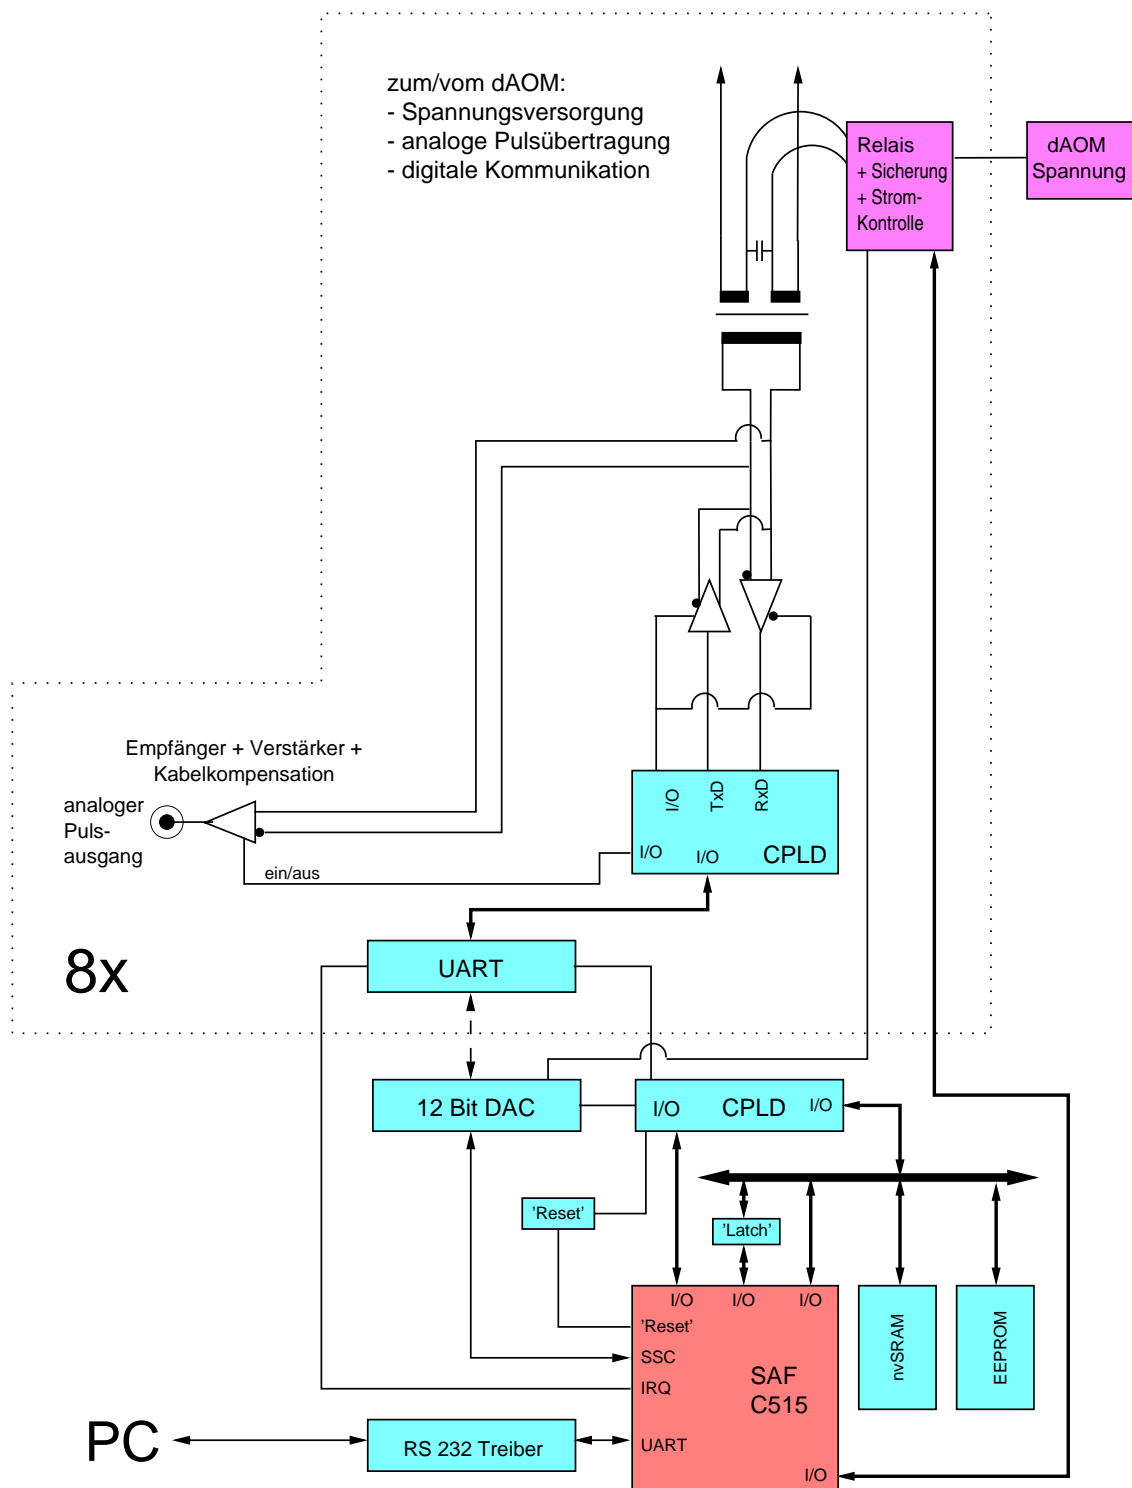 zum/vom dAOM:
- Spannungsversorgung
- analoge Pulsübertragung
- digitale Kommunikation
Relais
+ Sicherung
+ Strom-
Kontrolle
dAOM
Spannung
Empfänger + Verstärker +
Kabelkompensation
analoger
Puls-
ausgang
ein/aus
I/O
TxD
RxD
I/O
I/O
CPLD
8x
UART
12 Bit DAC
I/O
CPLD
I/O
'Reset'
'Latch'
I/O
I/O
I/O
'Reset'
SSC
IRQ
UART
SAF
C515
I/O
nvSRAM
EEPROM
PC
RS 232 Treiber